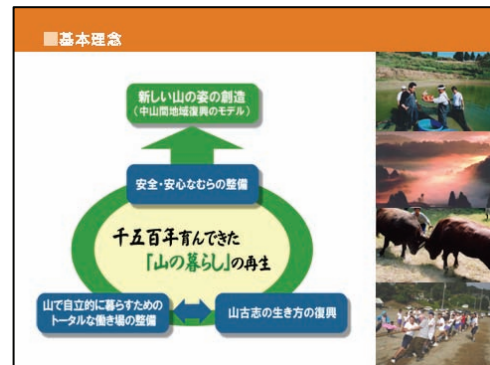 ■基本理念
新しい山の姿の創造
(中山間地域復興のモデル)
安全・安心なむらの整備
千五百年育んできた
「山の暮らし」の再生
山で自立的に暮らすための
トータルな働き場の整備
山古志の生き方の復興